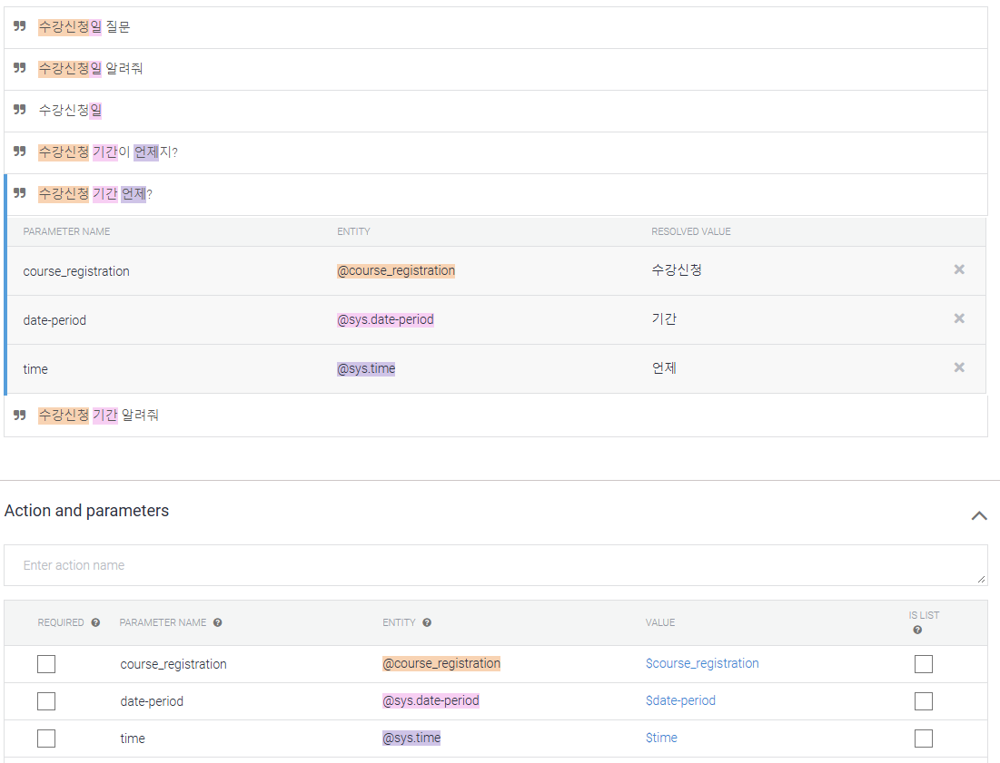 수강신청일 질문
수강신청일 알려줘
수강신청일
수강신청 기간이 언제지?
수강신청 기간 언제?
PARAMETER NAME ENTITY RESOLVED VALUE
course_registration @course_registration 수강신청
date-period @sys.date-period 기간
time @sys.time 언제
수강신청 기간 알려줘
Action and parameters
Enter action name
REQUIRED PARAMETER NAME ENTITY VALUE IS LIST
course_registration @course_registration $course_registration
date-period @sys.date-period $date-period
time @sys.time $time